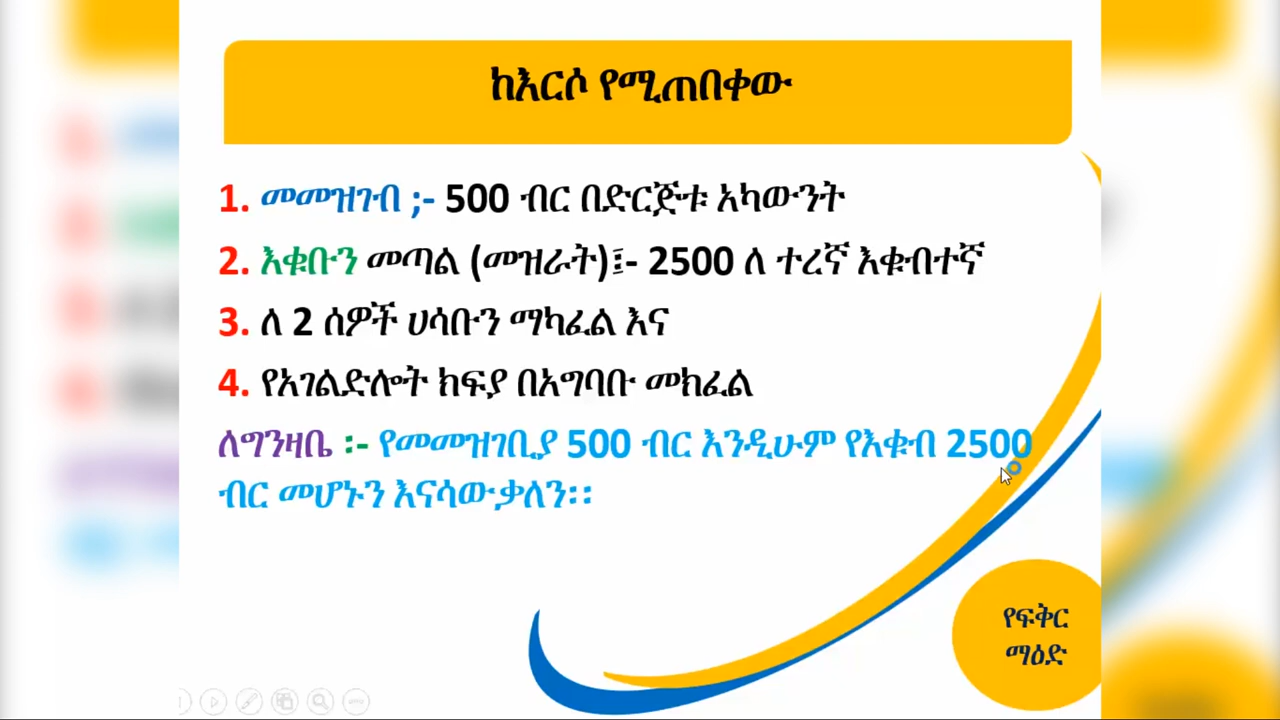 ከእርሶ የሚጠበቀው
1. መመዝገብ ;- 500 ብር በድርጅቱ አካውንት
2. እቁቡን መጣል (መዝራት)፤- 2500 ለ ተረኛ እቁብተኛ
3. ለ 2 ሰዎች ሀሳቡን ማካፈል እና
4. የአገልድሎት ክፍያ በአግባቡ መክፈል
ለግንዛቤ ፡- የመመዝገቢያ 500 ብር እንዲሁም የእቁብ 2500
ብር መሆኑን እናሳውቃለን፡፡
የፍቅር
ማዕድ